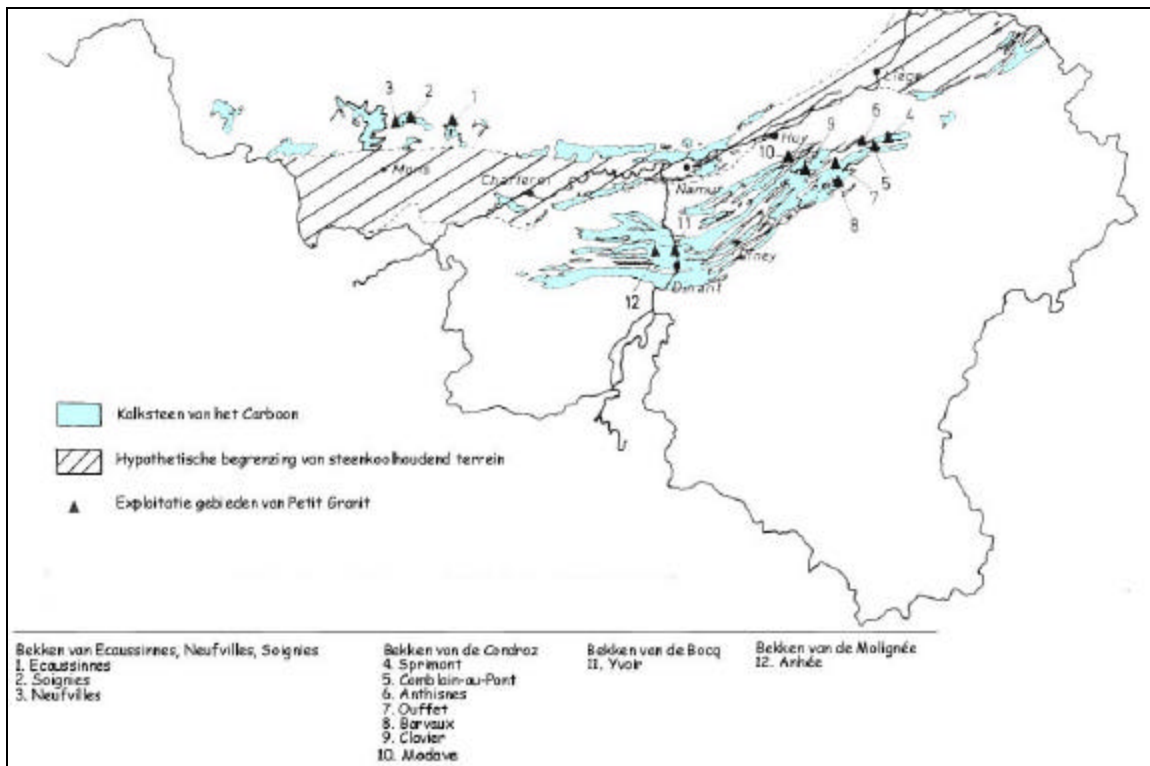 3
2
1
Liège
Huy
9
6
4
10
5
7
8
Mons
Charleroi
Namur
11
Ciney
12
Dinant
Kalksteen van het Carboon
Hypothetische begrenzing van steenkoolhoudend terrein
Exploitatie gebieden van Petit Granit
Bekken van Ecaussinnes, Neufvilles, Soignies
1. Ecaussinnes
2. Soignies
3. Neufvilles
Bekken van de Condroz
4. Sprimont
5. Comblain-au-Pont
6. Anthisnes
7. Ouffet
8. Barvaux
9. Clavier
10. Modave
Bekken van de Bocq
11. Yvoir
Bekken van de Molignée
12. Anhée